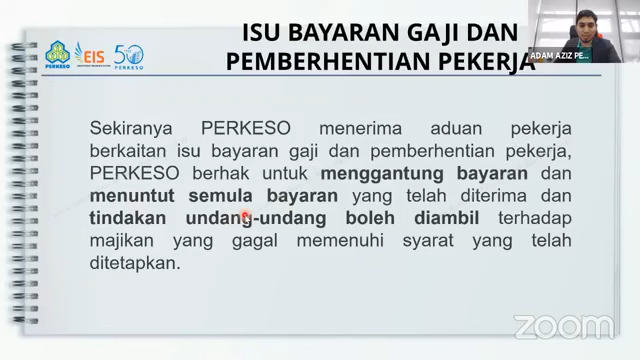 ISU BAYARAN GAJI DAN
PEMBERHENTIAN PEKERJA
ADAM AZIZ PE...
PERKESO
EIS
50
PERKESO
Sekiranya PERKESO menerima aduan pekerja
berkaitan isu bayaran gaji dan pemberhentian pekerja,
PERKESO berhak untuk menggantung bayaran dan
menuntut semula bayaran yang telah diterima dan
tindakan undang-undang boleh diambil terhadap
majikan yang gagal memenuhi syarat yang telah
ditetapkan.
zoom